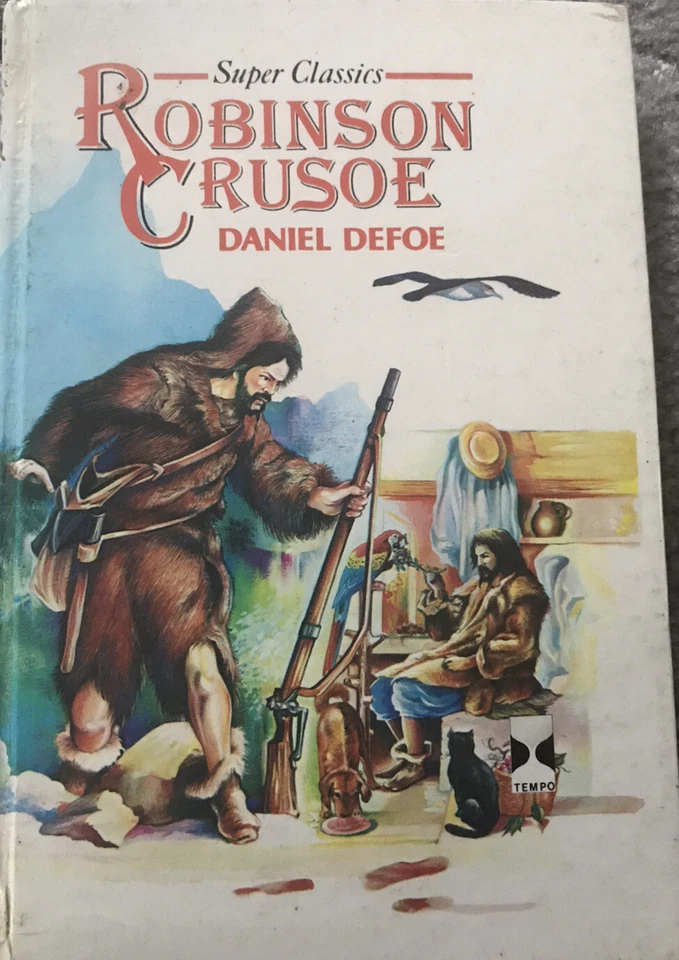 Super Classics
ROBINSON
CRUSOE
DANIEL DEFOE
TEMPO